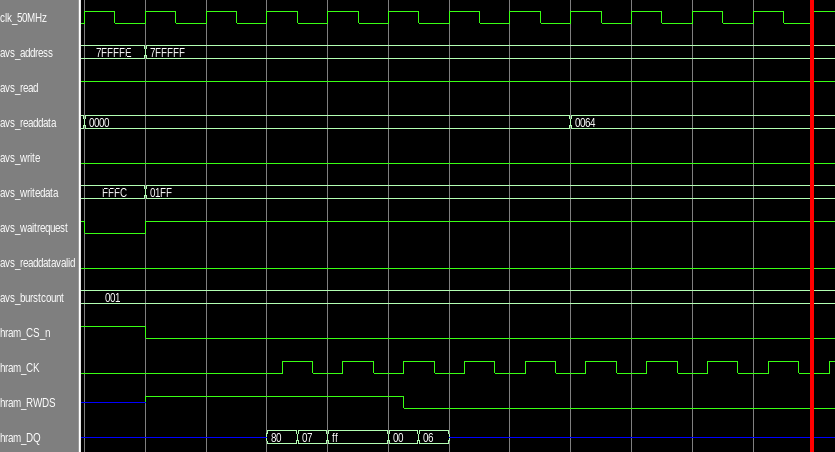 clk_50MHz
avs_address 7FFFFE 7FFFFF
avs_read
avs_readdata 0000 0064
avs_write
avs_writedata FFFC 01FF
avs_waitrequest
avs_readdatavalid
avs_burstcount 001
hram_CS_n
hram_CK
hram_RWDS
hram_DQ 80 07 ff 00 06